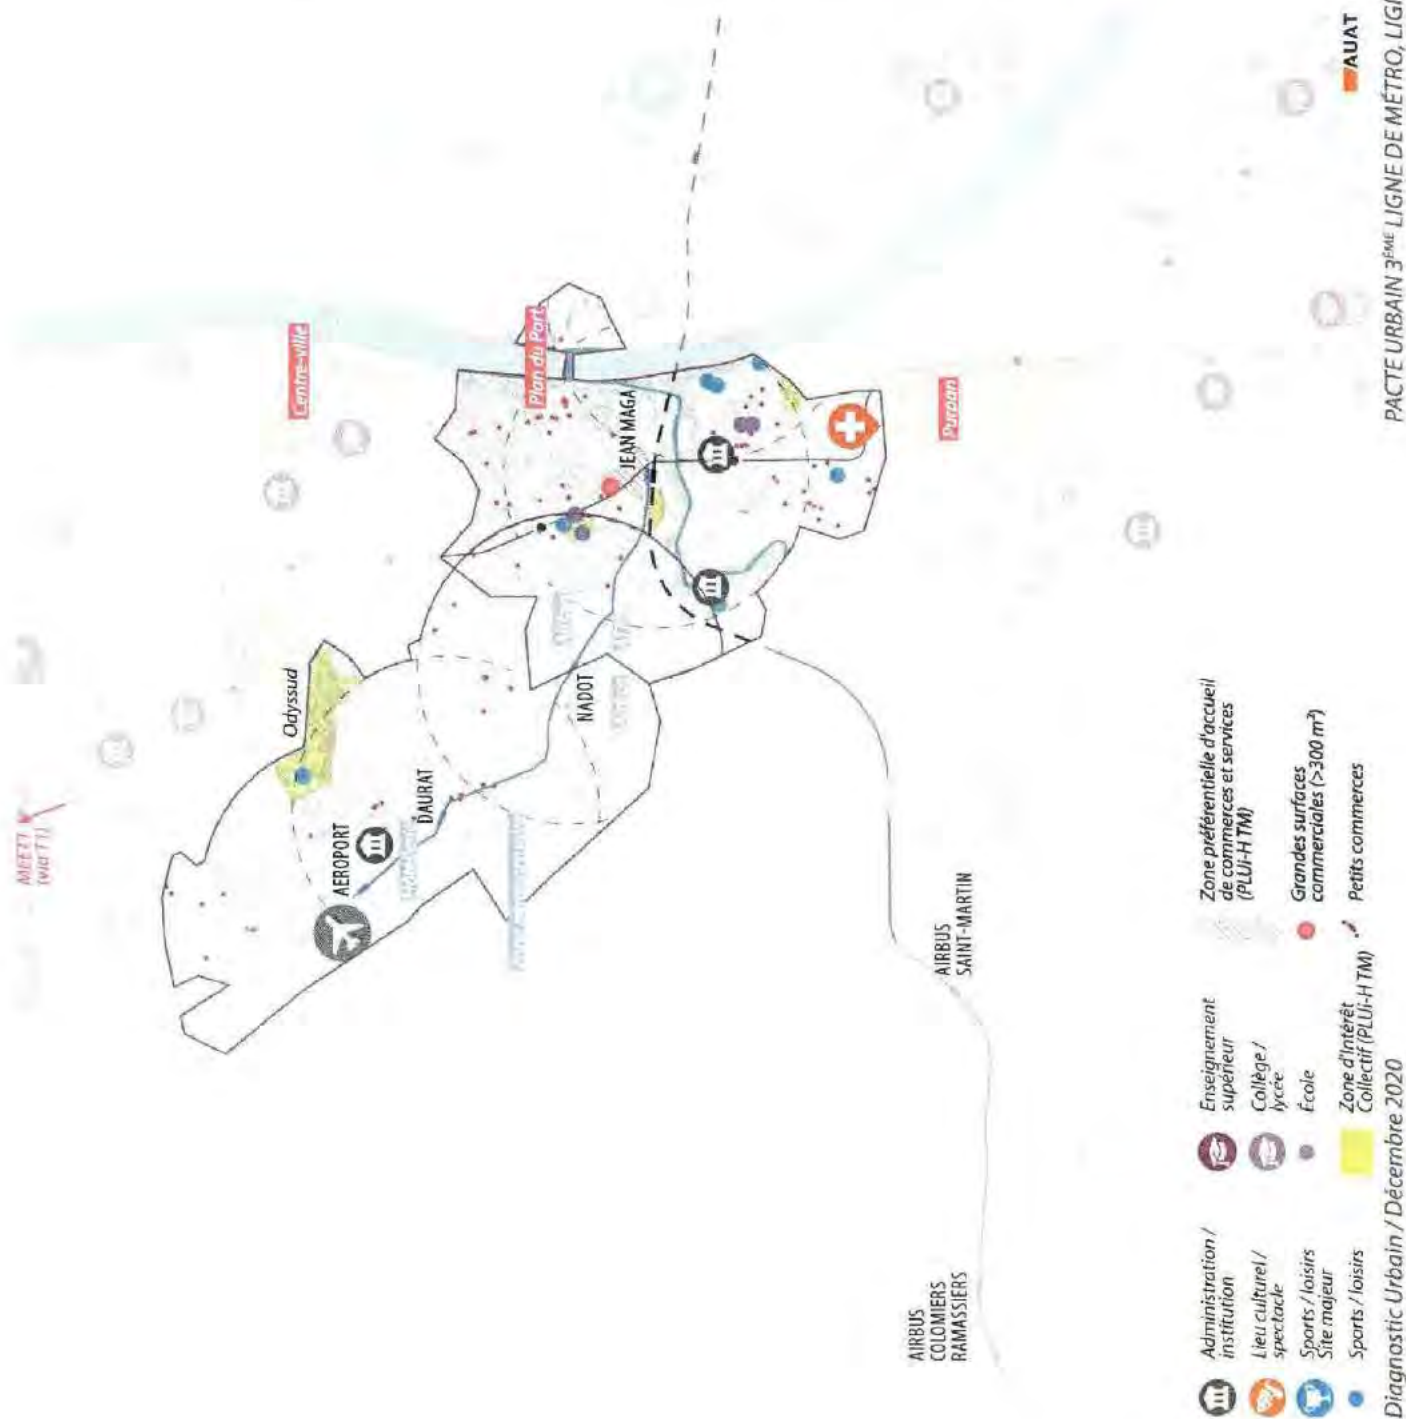 MEETT
(via T1)
Centre-ville
Odyssud
Plan du Port
AEROPORT
DAURAT
NADOT
JEAN MAGA
Purpan
AIRBUS
SAINT-MARTIN
AIRBUS
COLOMIERS
RAMASSIERS
Administration /
institution
Lieu culturel /
spectacle
Sports / loisirs
Site majeur
Sports / loisirs
Enseignement
supérieur
Collège /
lycée
École
Zone d'Intérêt
Collectif (PLUi-H TM)
Zone préférentielle d'accueil
de commerces et services
(PLUi-H TM)
Grandes surfaces
commerciales (>300 m²)
Petits commerces
Diagnostic Urbain / Décembre 2020
PACTE URBAIN 3ÈME LIGNE DE MÉTRO, LIGN
AUAT